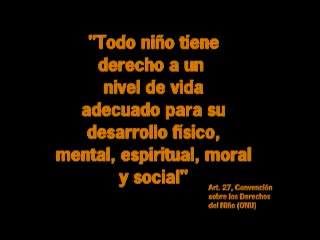 "Todo niño tiene
derecho a un
nivel de vida
adecuado para su
desarrollo físico,
mental, espiritual, moral
y social"
Art. 27, Convención
sobre los Derechos
del Niño (ONU)